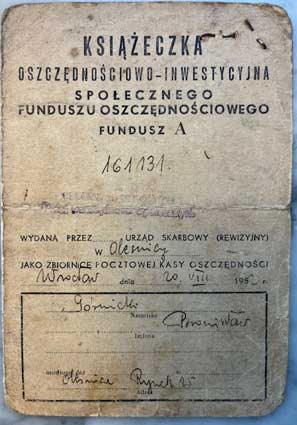 KSIĄŻECZKA
OSZCZĘDNOŚCIOWO-INWESTYCYJNA
SPOŁECZNEGO
FUNDUSZU OSZCZĘDNOŚCIOWEGO
FUNDUSZ A
161131.
WYDANA PRZEZ URZĄD SKARBOWY (REWIZYJNY)
w Oleśnicy
JAKO ZBIORNICE POCZTOWEJ KASY OSZCZĘDNOŚCI
Wrocław dnia 20. VIII 195 r.
Górnicki
Nazwisko
Imiona
Oleśnica Rynek
adres